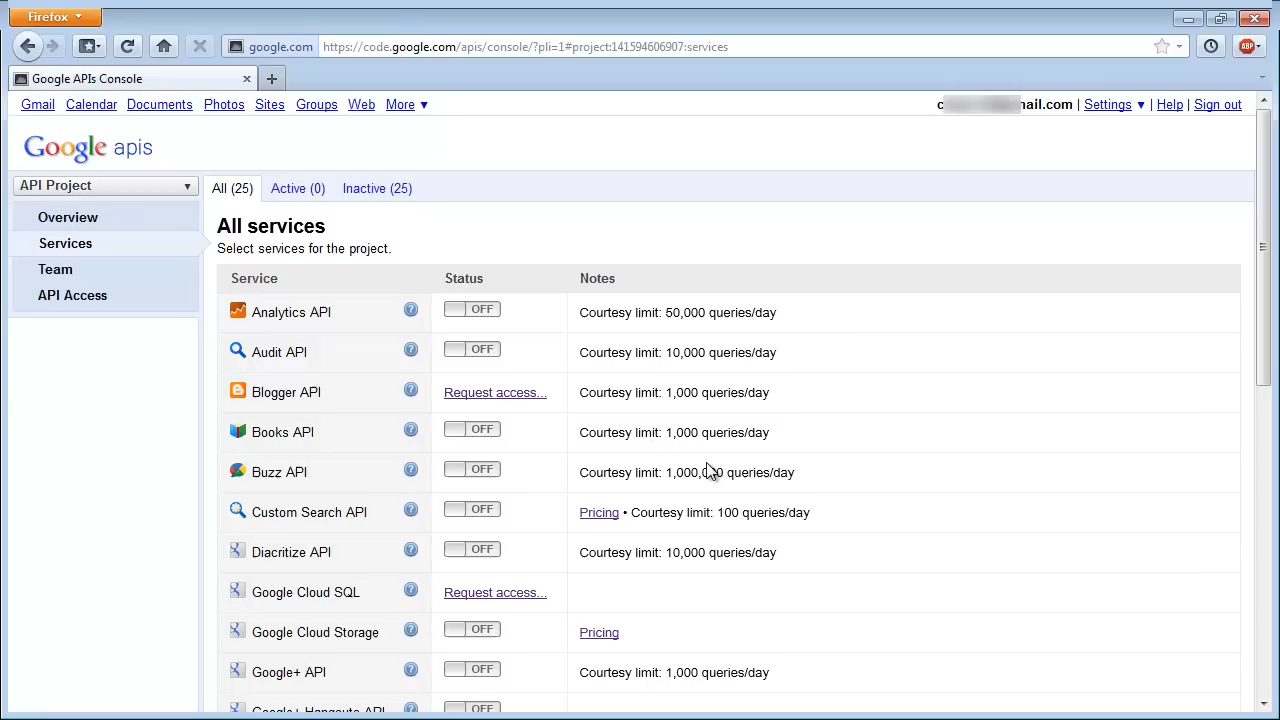 Firefox
google.com https://code.google.com/apis/console/?pli=1#project:141594606907:services
ABP
Google APIs Console
Gmail Calendar Documents Photos Sites Groups Web More ▼ c mail.com | Settings ▼ | Help | Sign out
Google apis
API Project
All (25) Active (0) Inactive (25)
Overview
Services
Team
API Access
All services
Select services for the project.
Service Status Notes
Analytics API ? OFF Courtesy limit: 50,000 queries/day
Audit API ? OFF Courtesy limit: 10,000 queries/day
Blogger API ? Request access... Courtesy limit: 1,000 queries/day
Books API ? OFF Courtesy limit: 1,000 queries/day
Buzz API ? OFF Courtesy limit: 1,000,000 queries/day
Custom Search API ? OFF Pricing • Courtesy limit: 100 queries/day
Diacritize API ? OFF Courtesy limit: 10,000 queries/day
Google Cloud SQL ? Request access...
Google Cloud Storage ? OFF Pricing
Google+ API ? OFF Courtesy limit: 1,000 queries/day
Google+ Hangouts API ? OFF